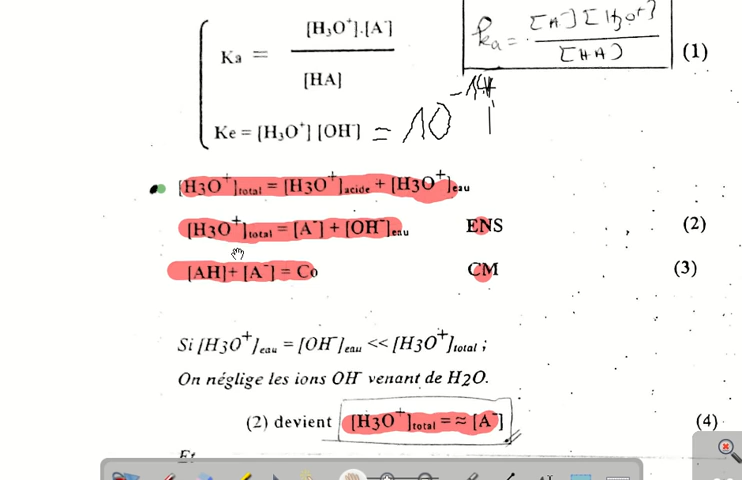 Ka = [H₃O⁺].[A⁻] / [HA]
ka = [A⁻] [H₃O⁺] / [HA]
(1)
Ke = [H₃O⁺] [OH⁻] = 10⁻¹⁴
[H3O⁺]total = [H3O⁺]acide + [H3O⁺]eau
[H3O⁺]total = [A⁻] + [OH⁻]eau ENS (2)
[AH]+ [A⁻] = Co CM (3)
Si [H3O⁺]eau = [OH⁻]eau << [H3O⁺]total ;
On néglige les ions OH⁻ venant de H2O.
(2) devient [H3O⁺]total =≈ [A⁻] (4)
Et